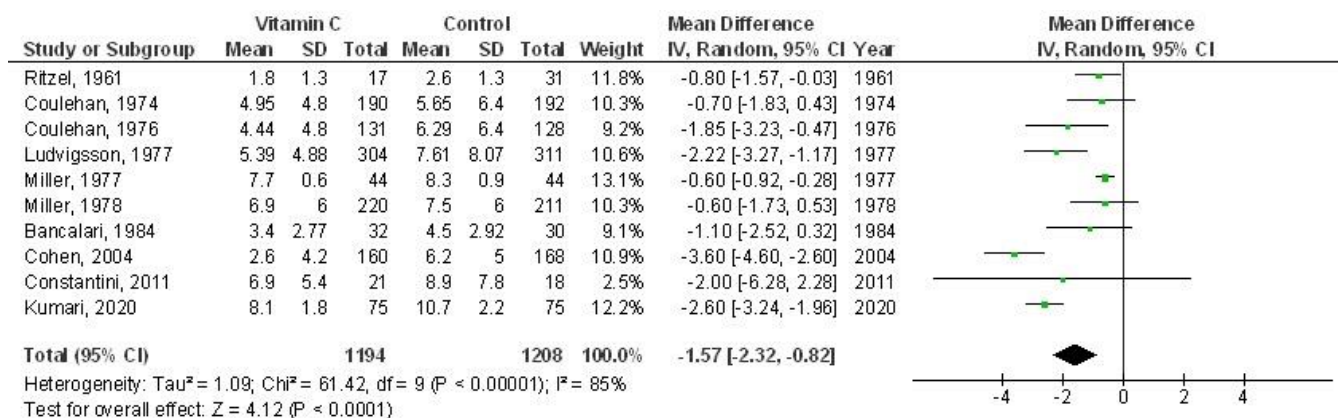 Vitamin C Control Mean Difference Mean Difference
Study or Subgroup Mean SD Total Mean SD Total Weight IV, Random, 95% CI Year IV, Random, 95% CI
Ritzel, 1961 1.8 1.3 17 2.6 1.3 31 11.8% -0.80 [-1.57, -0.03] 1961
Coulehan, 1974 4.95 4.8 190 5.65 6.4 192 10.3% -0.70 [-1.83, 0.43] 1974
Coulehan, 1976 4.44 4.8 131 6.29 6.4 128 9.2% -1.85 [-3.23, -0.47] 1976
Ludvigsson, 1977 5.39 4.88 304 7.61 8.07 311 10.6% -2.22 [-3.27, -1.17] 1977
Miller, 1977 7.7 0.6 44 8.3 0.9 44 13.1% -0.60 [-0.92, -0.28] 1977
Miller, 1978 6.9 6 220 7.5 6 211 10.3% -0.60 [-1.73, 0.53] 1978
Bancalari, 1984 3.4 2.77 32 4.5 2.92 30 9.1% -1.10 [-2.52, 0.32] 1984
Cohen, 2004 2.6 4.2 160 6.2 5 168 10.9% -3.60 [-4.60, -2.60] 2004
Constantini, 2011 6.9 5.4 21 8.9 7.8 18 2.5% -2.00 [-6.28, 2.28] 2011
Kumari, 2020 8.1 1.8 75 10.7 2.2 75 12.2% -2.60 [-3.24, -1.96] 2020
Total (95% CI) 1194 1208 100.0% -1.57 [-2.32, -0.82]
Heterogeneity: Tau² = 1.09; Chi² = 61.42, df = 9 (P < 0.00001); I² = 85%
Test for overall effect: Z = 4.12 (P < 0.0001)
-4 -2 0 2 4